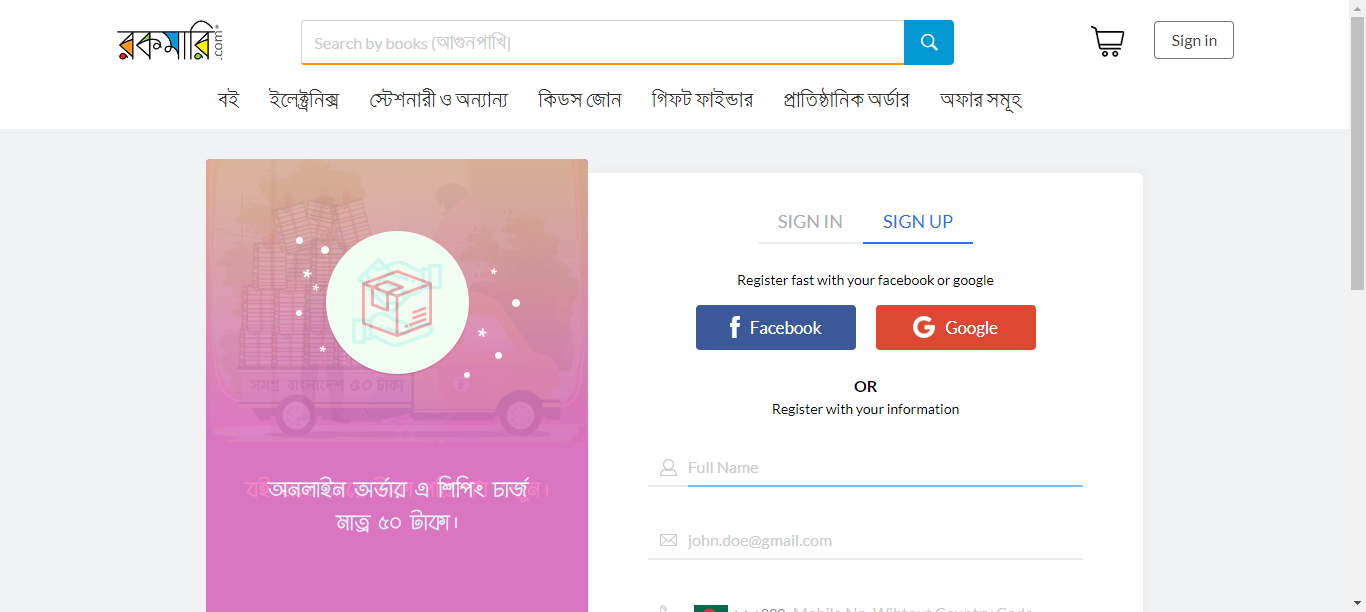 রকমারি.com
Search by books (আগুনপাখি|
Sign in
বই ইলেক্ট্রনিক্স স্টেশনারী ও অন্যান্য কিডস জোন গিফট ফাইন্ডার প্রাতিষ্ঠানিক অর্ডার অফার সমূহ
SIGN IN SIGN UP
Register fast with your facebook or google
Facebook Google
OR
Register with your information
Full Name
john.doe@gmail.com
880 Mobile No. Without Country Code
সমগ্র বাংলাদেশ ৫০ টাকা
অনলাইন অর্ডার এ শিপিং চার্জ
মাত্র ৫০ টাকা।